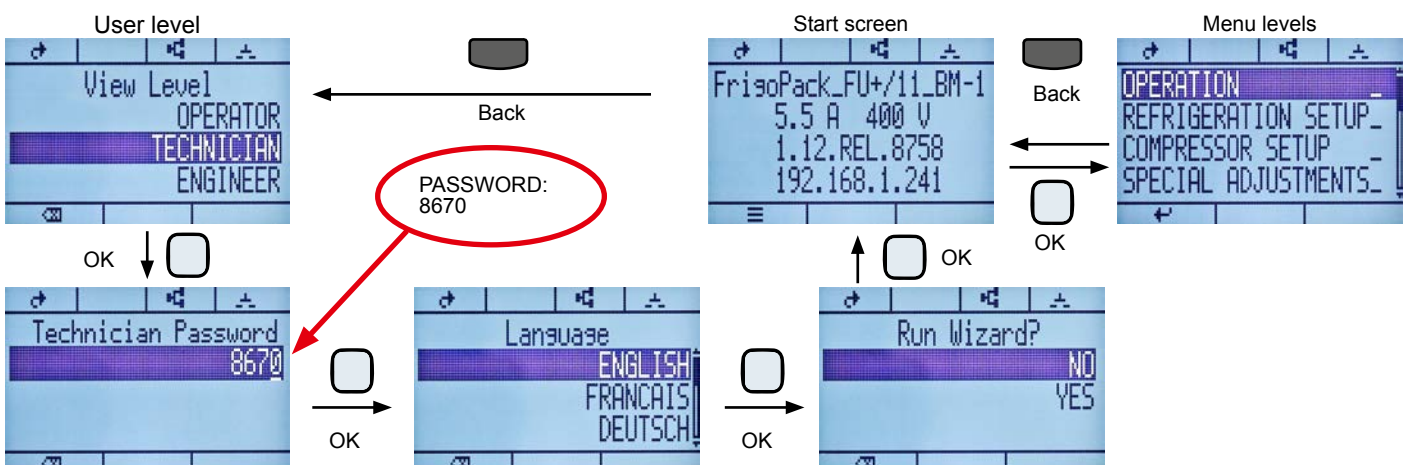 User level
View Level
OPERATOR
TECHNICIAN
ENGINEER
Back
Start screen
FrigoPack_FU+/11_BM-1
5.5 A 400 V
1.12.REL.8758
192.168.1.241
Back
OK
Menu levels
OPERATION _
REFRIGERATION SETUP_
COMPRESSOR SETUP _
SPECIAL ADJUSTMENTS_
PASSWORD:
8670
OK
Technician Password
8670
OK
Language
ENGLISH
FRANCAIS
DEUTSCH
OK
Run Wizard?
NO
YES
OK